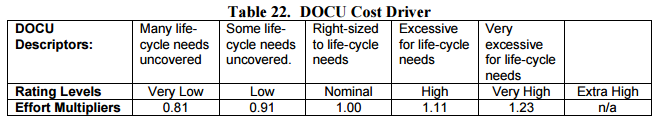 Table 22. DOCU Cost Driver
DOCU Descriptors: Many life-cycle needs uncovered Some life-cycle needs uncovered. Right-sized to life-cycle needs Excessive for life-cycle needs Very excessive for life-cycle needs
Rating Levels Very Low Low Nominal High Very High Extra High
Effort Multipliers 0.81 0.91 1.00 1.11 1.23 n/a